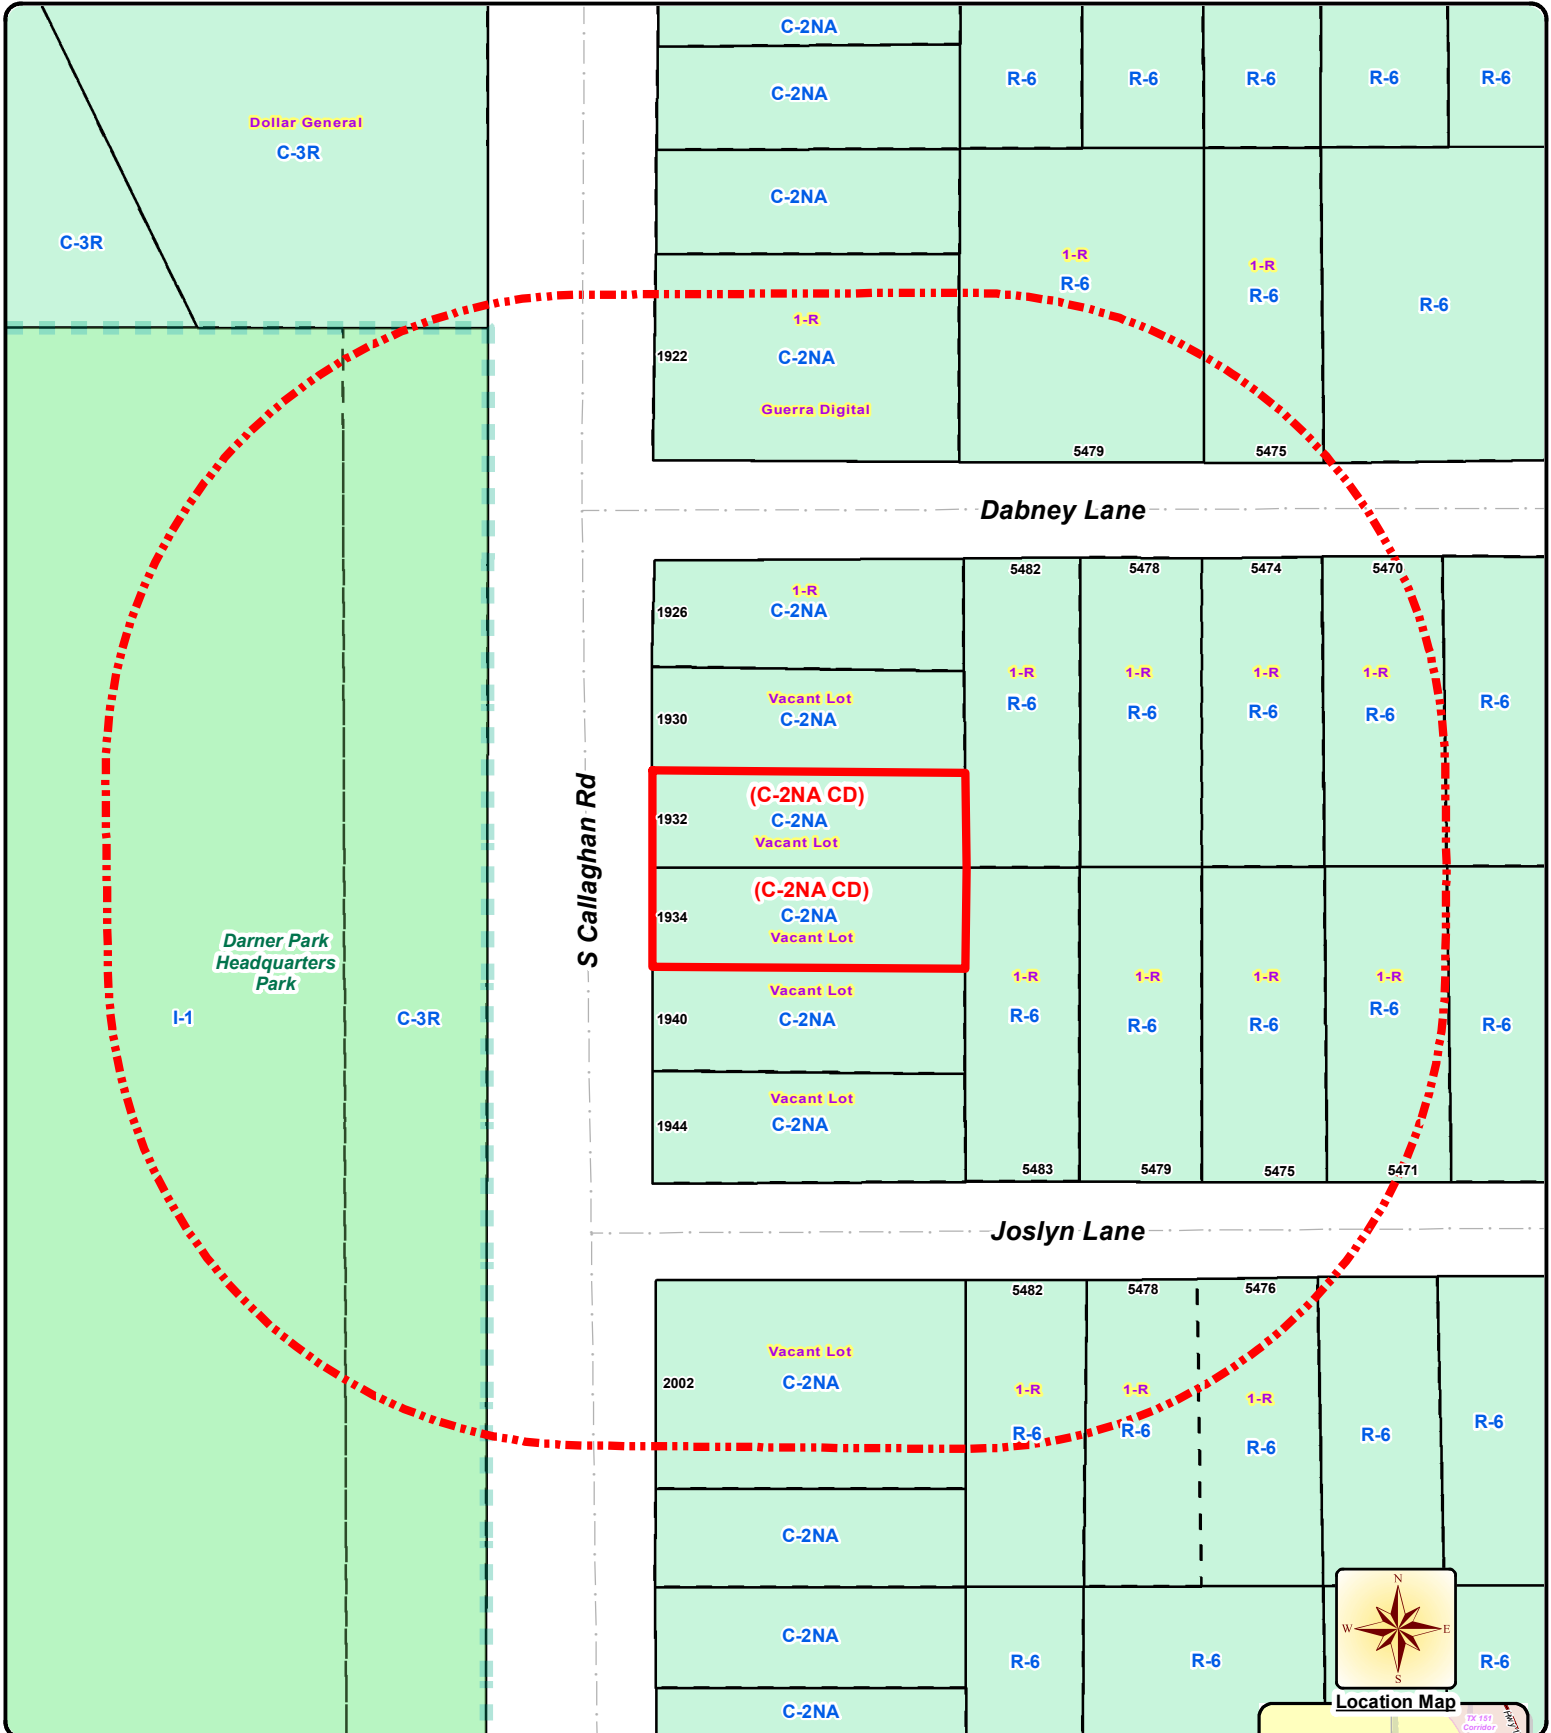 C-2NA
R-6
R-6
R-6
R-6
R-6
C-2NA
Dollar General
C-3R
C-2NA
C-3R
1-R
R-6
1-R
R-6
R-6
1-R
1922
C-2NA
Guerra Digital
5479
5475
Dabney Lane
5482
5478
5474
5470
1-R
1926
C-2NA
1-R
R-6
1-R
R-6
1-R
R-6
1-R
R-6
R-6
Vacant Lot
1930
C-2NA
S Callaghan Rd
(C-2NA CD)
1932
C-2NA
Vacant Lot
(C-2NA CD)
1934
C-2NA
Vacant Lot
Darner Park
Headquarters
Park
I-1
C-3R
Vacant Lot
1940
C-2NA
1-R
R-6
1-R
R-6
1-R
R-6
1-R
R-6
R-6
Vacant Lot
1944
C-2NA
5483
5479
5475
5471
Joslyn Lane
5482
5478
5476
Vacant Lot
2002
C-2NA
1-R
R-6
1-R
R-6
1-R
R-6
R-6
R-6
C-2NA
C-2NA
R-6
R-6
R-6
N
W
E
S
Location Map
C-2NA
TX 151
Corridor